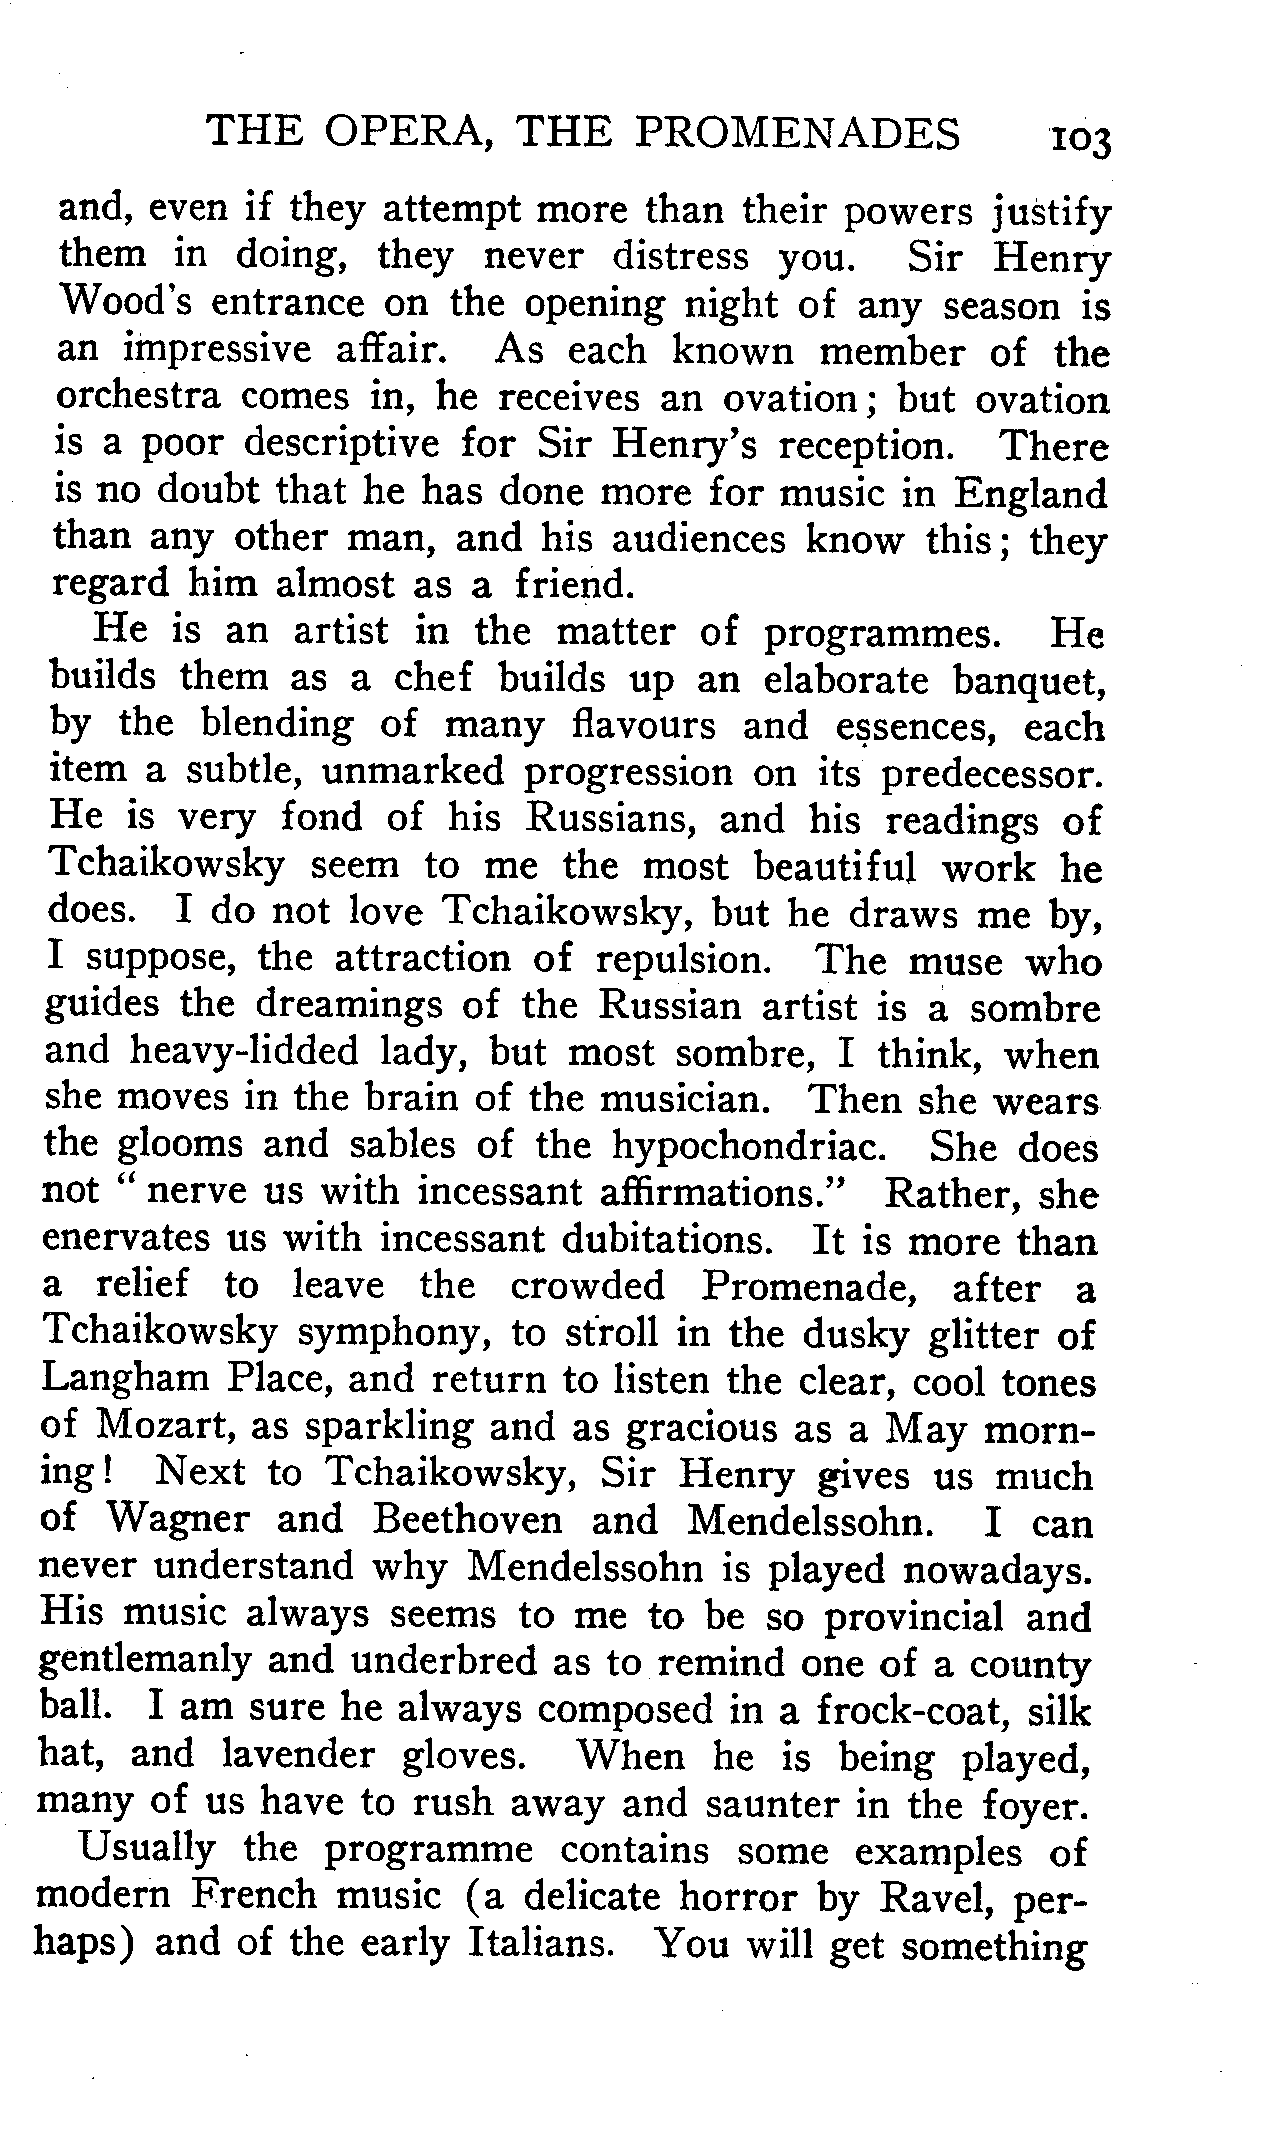 THE OPERA, THE PROMENADES 103
and, even if they attempt more than their powers justify
them in doing, they never distress you. Sir Henry
Wood's entrance on the opening night of any season is
an impressive affair. As each known member of the
orchestra comes in, he receives an ovation; but ovation
is a poor descriptive for Sir Henry's reception. There
is no doubt that he has done more for music in England
than any other man, and his audiences know this; they
regard him almost as a friend.
He is an artist in the matter of programmes. He
builds them as a chef builds up an elaborate banquet,
by the blending of many flavours and essences, each
item a subtle, unmarked progression on its predecessor.
He is very fond of his Russians, and his readings of
Tchaikowsky seem to me the most beautiful work he
does. I do not love Tchaikowsky, but he draws me by,
I suppose, the attraction of repulsion. The muse who
guides the dreamings of the Russian artist is a sombre
and heavy-lidded lady, but most sombre, I think, when
she moves in the brain of the musician. Then she wears
the glooms and sables of the hypochondriac. She does
not "nerve us with incessant affirmations." Rather, she
enervates us with incessant dubitations. It is more than
a relief to leave the crowded Promenade, after a
Tchaikowsky symphony, to stroll in the dusky glitter of
Langham Place, and return to listen the clear, cool tones
of Mozart, as sparkling and as gracious as a May morn-
ing! Next to Tchaikowsky, Sir Henry gives us much
of Wagner and Beethoven and Mendelssohn. I can
never understand why Mendelssohn is played nowadays.
His music always seems to me to be so provincial and
gentlemanly and underbred as to remind one of a county
ball. I am sure he always composed in a frock-coat, silk
hat, and lavender gloves. When he is being played,
many of us have to rush away and saunter in the foyer.
Usually the programme contains some examples of
modern French music (a delicate horror by Ravel, per-
haps) and of the early Italians. You will get something